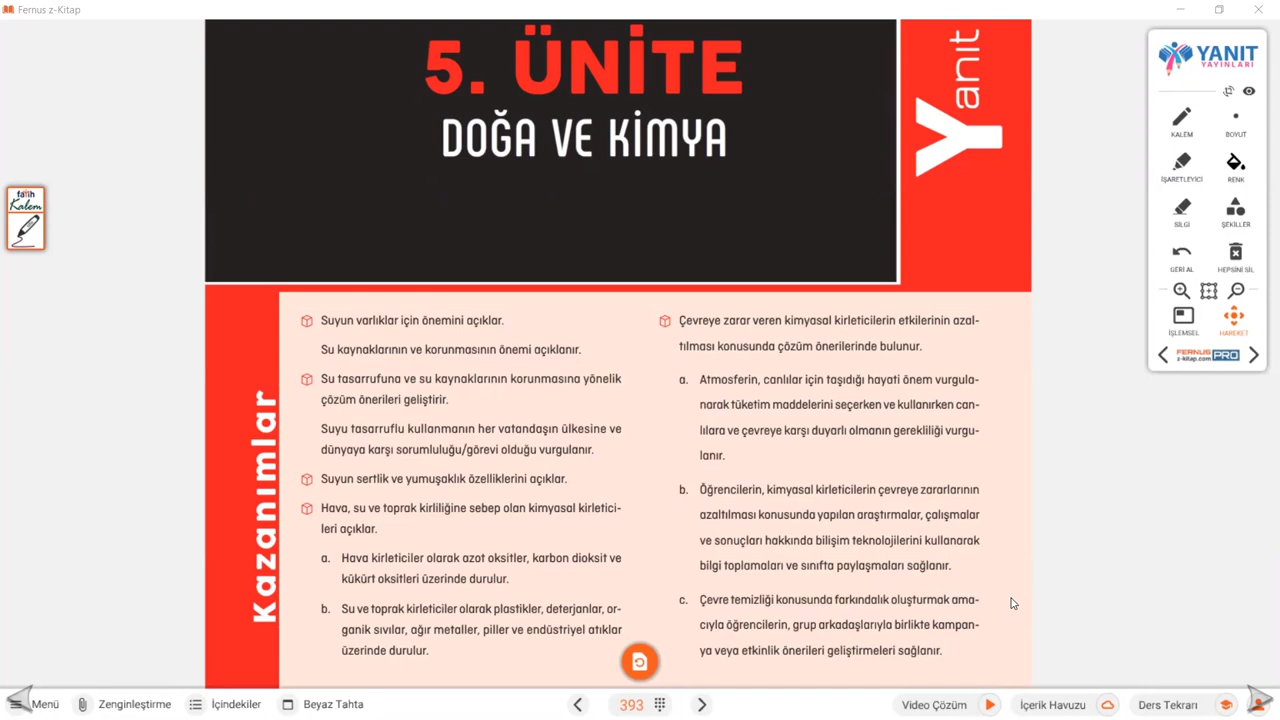 Fernus z-Kitap
5. ÜNİTE
DOĞA VE KİMYA
Yanıt
Kazanımlar
Suyun varlıklar için önemini açıklar.
Su kaynaklarının ve korunmasının önemi açıklanır.
Su tasarrufuna ve su kaynaklarının korunmasına yönelik
çözüm önerileri geliştirir.
Suyu tasarruflu kullanmanın her vatandaşın ülkesine ve
dünyaya karşı sorumluluğu/görevi olduğu vurgulanır.
Suyun sertlik ve yumuşaklık özelliklerini açıklar.
Hava, su ve toprak kirliliğine sebep olan kimyasal kirletici-
leri açıklar.
a. Hava kirleticiler olarak azot oksitler, karbon dioksit ve
kükürt oksitleri üzerinde durulur.
b. Su ve toprak kirleticiler olarak plastikler, deterjanlar, or-
ganik sıvılar, ağır metaller, piller ve endüstriyel atıklar
üzerinde durulur.
Çevreye zarar veren kimyasal kirleticilerin etkilerinin azal-
tılması konusunda çözüm önerilerinde bulunur.
a. Atmosferin, canlılar için taşıdığı hayati önem vurgula-
narak tüketim maddelerini seçerken ve kullanırken can-
lılara ve çevreye karşı duyarlı olmanın gerekliliği vurgu-
lanır.
b. Öğrencilerin, kimyasal kirleticilerin çevreye zararlarının
azaltılması konusunda yapılan araştırmalar, çalışmalar
ve sonuçları hakkında bilişim teknolojilerini kullanarak
bilgi toplamaları ve sınıfta paylaşmaları sağlanır.
c. Çevre temizliği konusunda farkındalık oluşturmak ama-
cıyla öğrencilerin, grup arkadaşlarıyla birlikte kampan-
ya veya etkinlik önerileri geliştirmeleri sağlanır.
fatih
Kalem
YANIT
YAYINLARI
KALEM BOYUT
İŞARETLEYİCİ RENK
SİLGİ ŞEKİLLER
GERİ AL HEPSİNİ SİL
İŞLEMSEL HAREKET
FERNUS
z-kitap.com PRO
Menü Zenginleştirme İçindekiler Beyaz Tahta 393 Video Çözüm İçerik Havuzu Ders Tekrarı